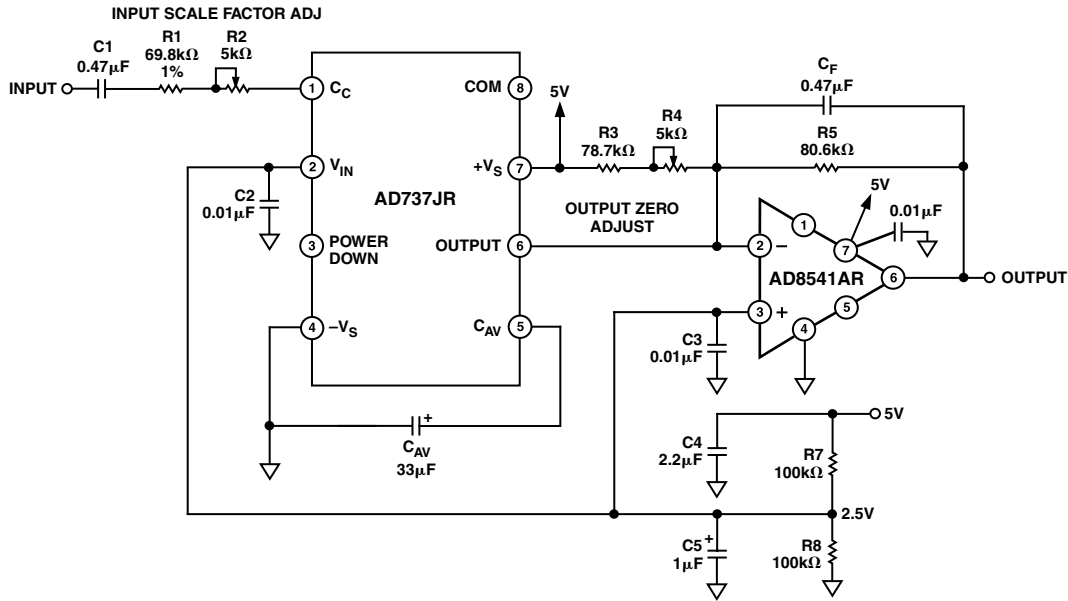 INPUT SCALE FACTOR ADJ
C1
0.47μF
R1
69.8kΩ
1%
R2
5kΩ
INPUT
1
CC
COM
8
5V
R3
78.7kΩ
R4
5kΩ
CF
0.47μF
R5
80.6kΩ
2
VIN
C2
0.01μF
AD737JR
+VS
7
OUTPUT ZERO
ADJUST
3
POWER
DOWN
OUTPUT
6
4
–VS
CAV
5
CAV
33μF
+
5V
0.01μF
1
7
2
–
AD8541AR
6
OUTPUT
3
+
5
4
C3
0.01μF
5V
C4
2.2μF
R7
100kΩ
2.5V
C5
+
1μF
R8
100kΩ